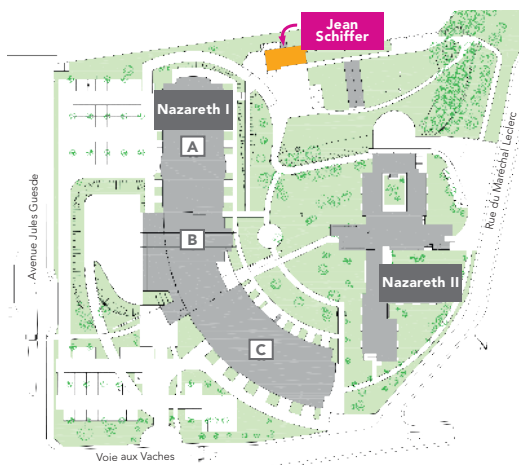 Jean
Schiffer
Nazareth I
A
B
Nazareth II
C
Avenue Jules Guesde
Rue du Maréchal Leclerc
Voie aux Vaches